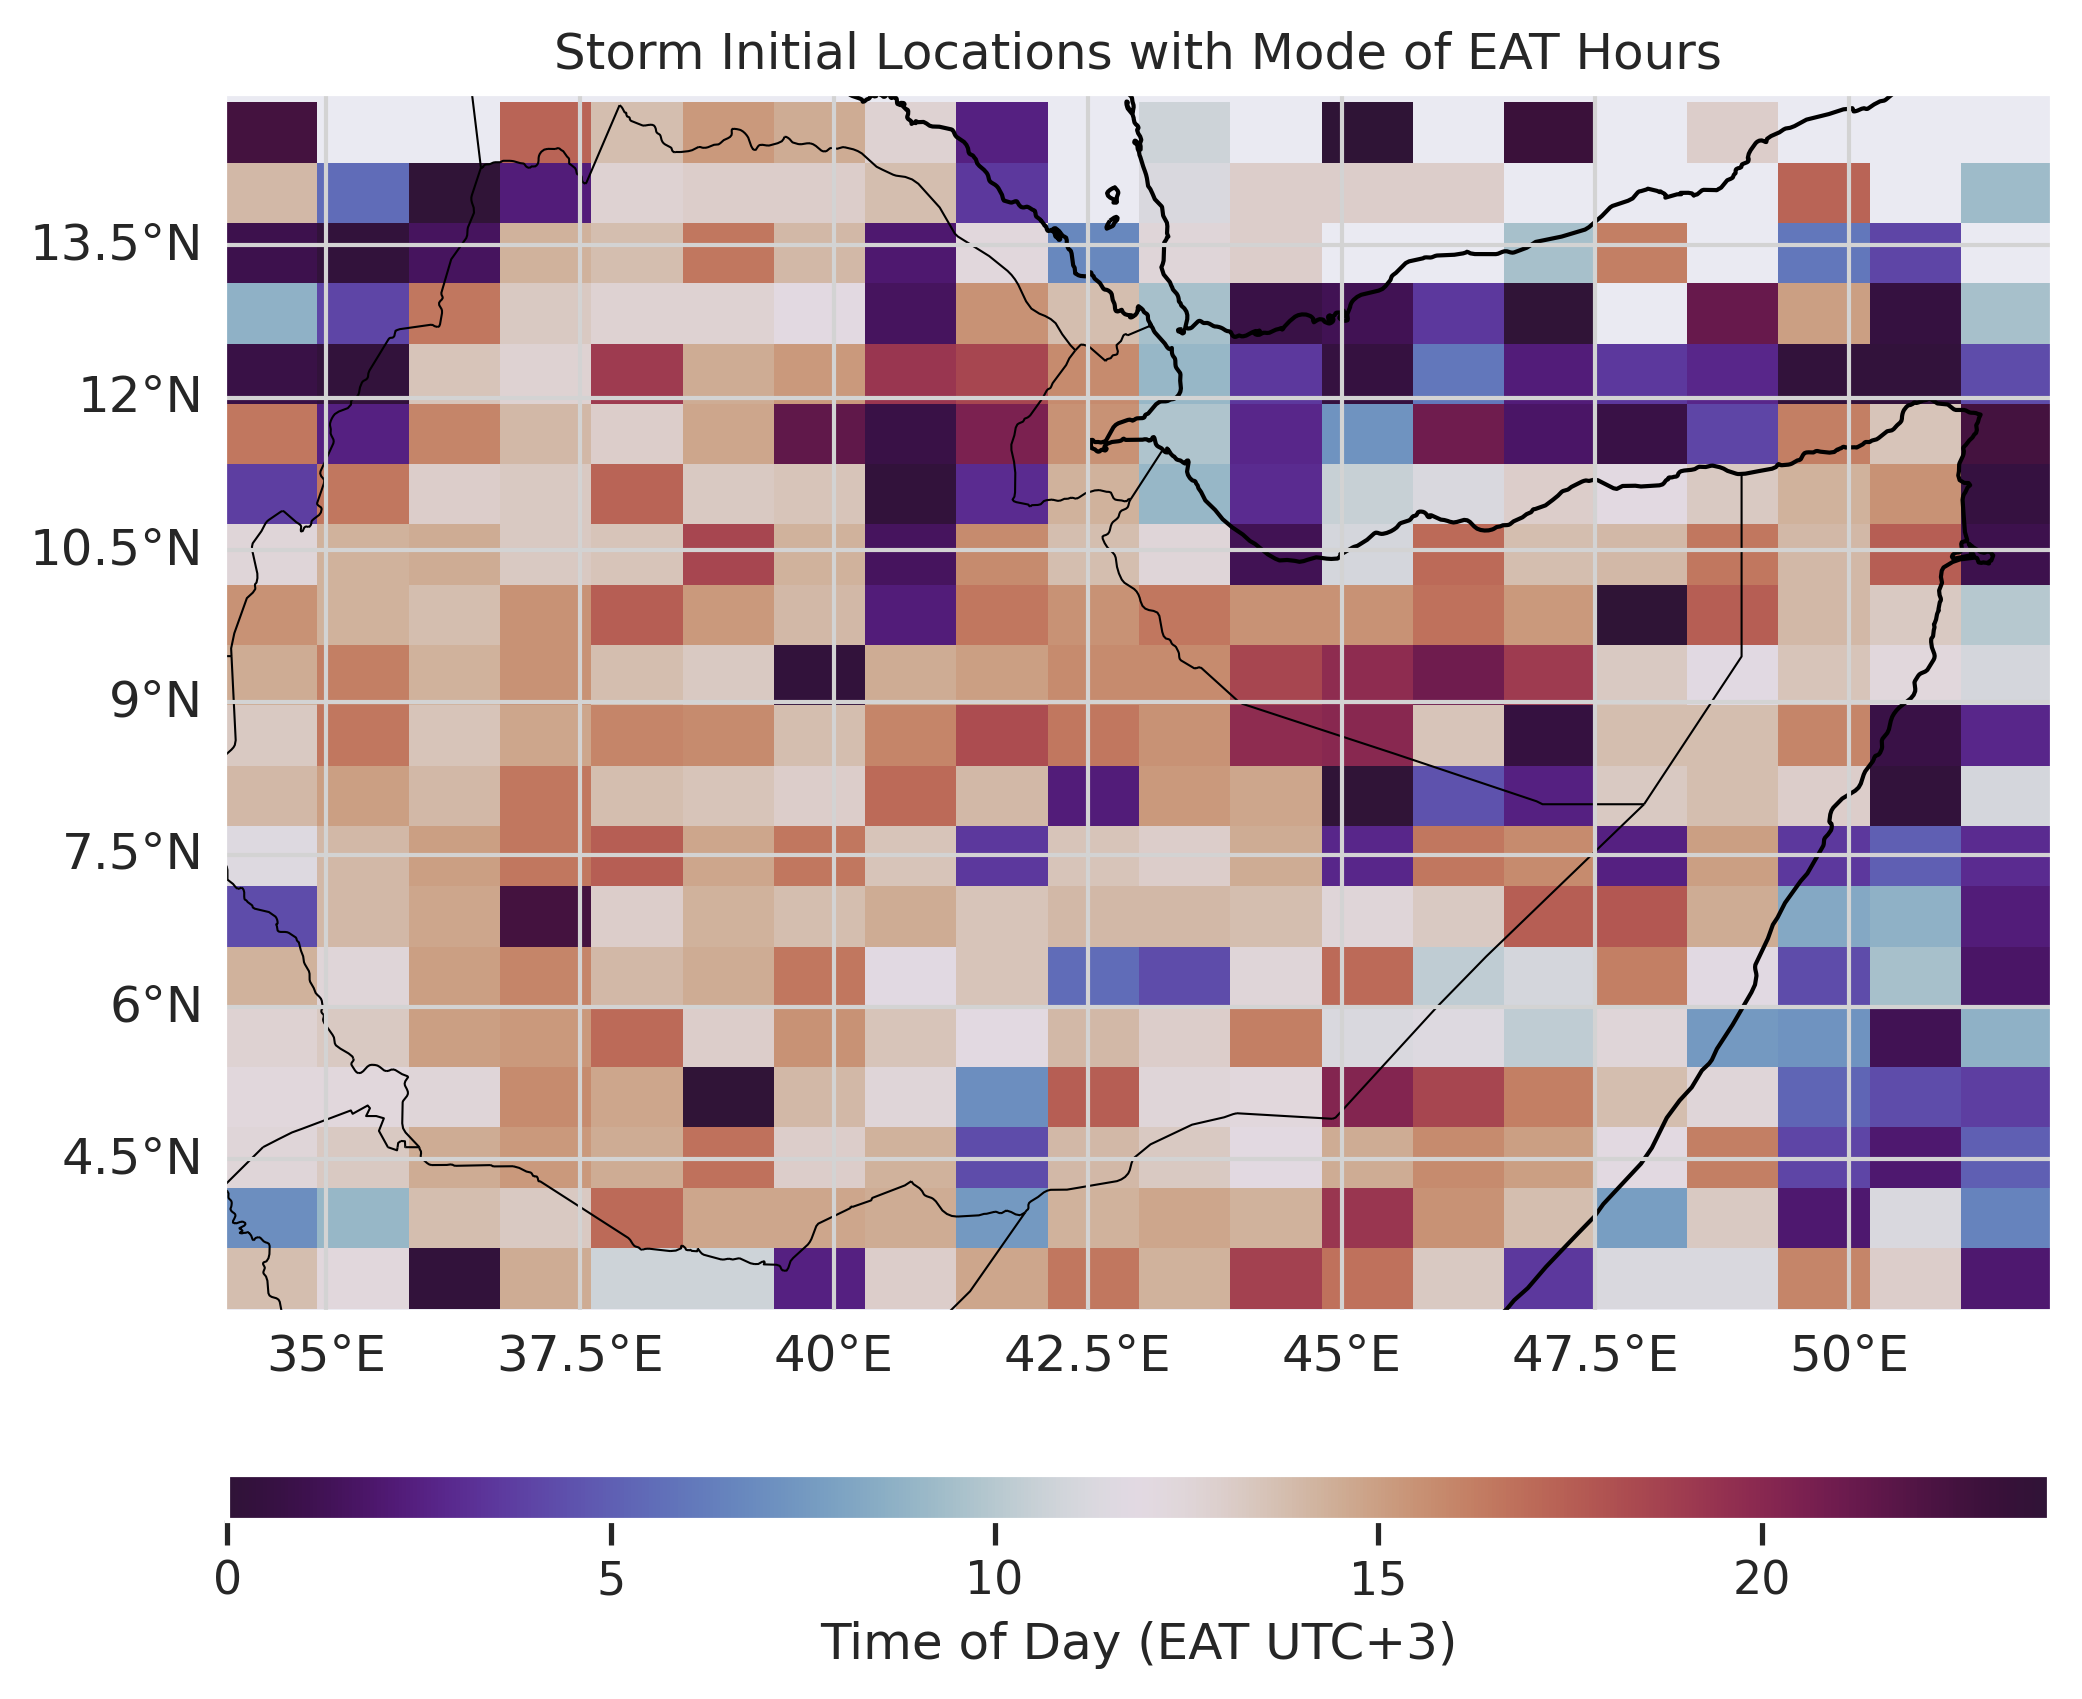 Storm Initial Locations with Mode of EAT Hours
13.5°N
12°N
10.5°N
9°N
7.5°N
6°N
4.5°N
35°E 37.5°E 40°E 42.5°E 45°E 47.5°E 50°E
0 5 10 15 20
Time of Day (EAT UTC+3)